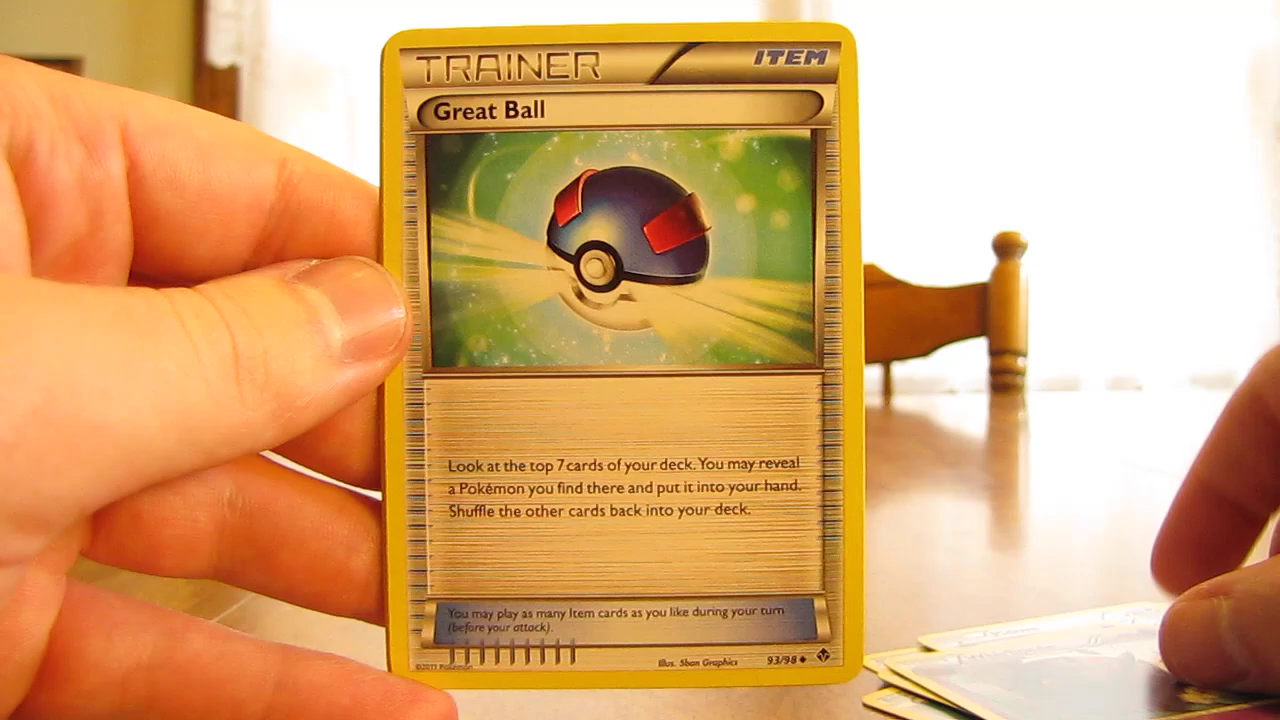 TRAINER ITEM
Great Ball
Look at the top 7 cards of your deck. You may reveal
a Pokémon you find there and put it into your hand.
Shuffle the other cards back into your deck.
You may play as many Item cards as you like during your turn
(before your attack).
©2011 Pokémon Illus. 5ban Graphics 93/98